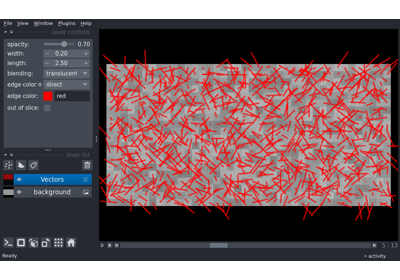 File View Window Plugins Help
layer controls
opacity: 0.70
width: 0.20
length: 2.50
blending: translucent
edge color m direct
edge color: red
out of slice:
layer list
Vectors
background
0 5 13
Ready activity